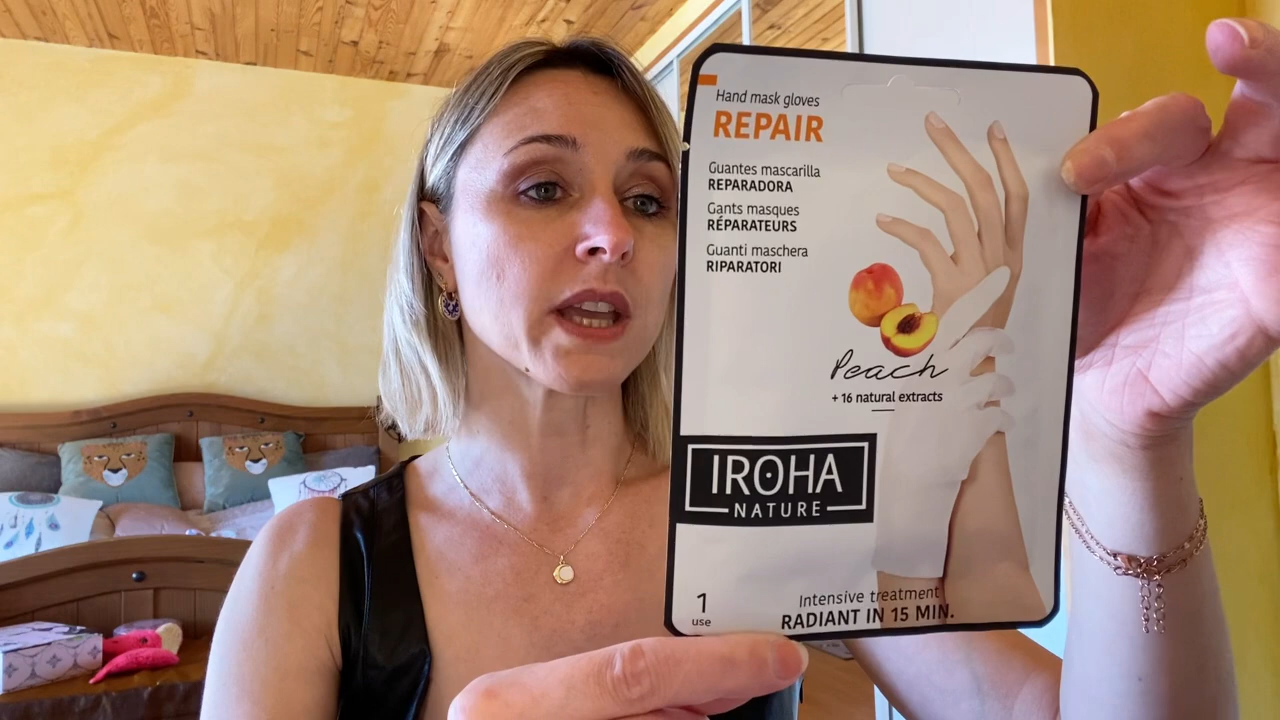 Hand mask gloves
REPAIR
Guantes mascarilla
REPARADORA
Gants masques
RÉPARATEURS
Guanti maschera
RIPARATORI
Peach
+ 16 natural extracts
IROHA
NATURE
1
use
Intensive treatment
RADIANT IN 15 MIN.